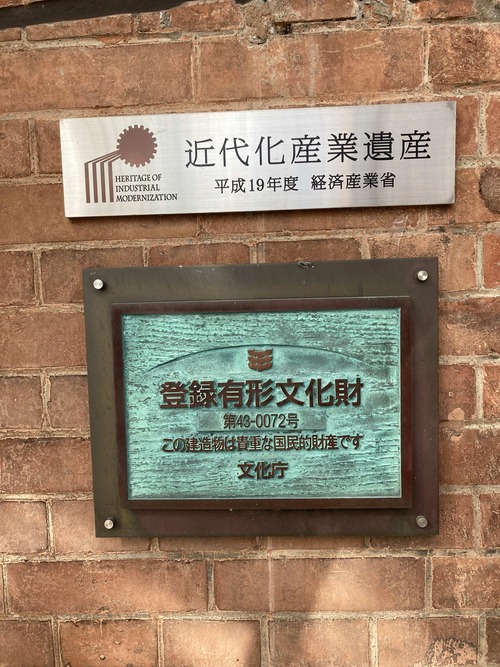 近代化産業遺産
HERITAGE OF
INDUSTRIAL
MODERNIZATION
平成19年度 経済産業省
登録有形文化財
第43-0072号
この建造物は貴重な国民的財産です
文化庁